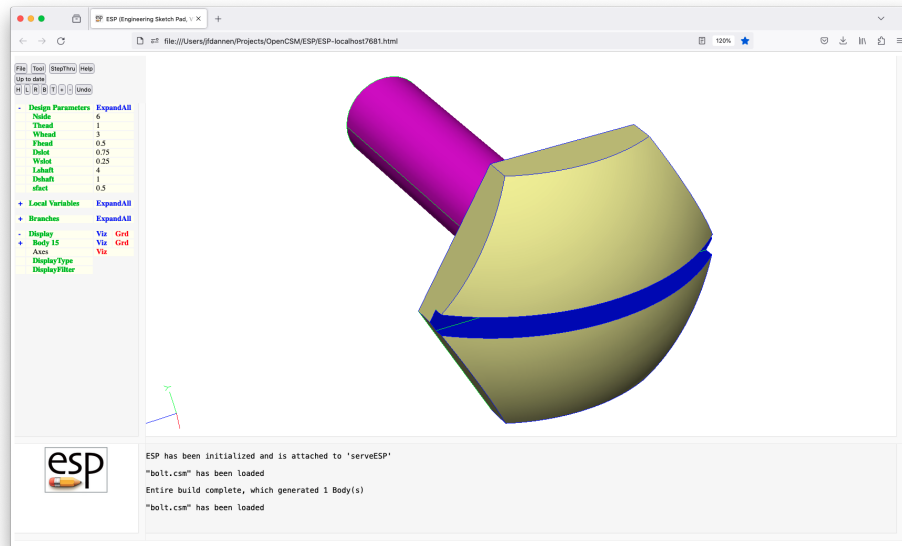 ESP (Engineering Sketch Pad, V
file:///Users/jfdannen/Projects/OpenCSM/ESP/ESP-localhost7681.html
120%
File Tool StepThru Help
Up to date
H L R B T + - Undo
- Design Parameters ExpandAll
Nside 6
Thead 1
Whead 3
Fhead 0.5
Dslot 0.75
Wslot 0.25
Lshaft 4
Dshaft 1
sfact 0.5
+ Local Variables ExpandAll
+ Branches ExpandAll
- Display Viz Grd
+ Body 15 Viz Grd
Axes Viz
DisplayType
DisplayFilter
esp
ESP has been initialized and is attached to 'serveESP'
"bolt.csm" has been loaded
Entire build complete, which generated 1 Body(s)
"bolt.csm" has been loaded